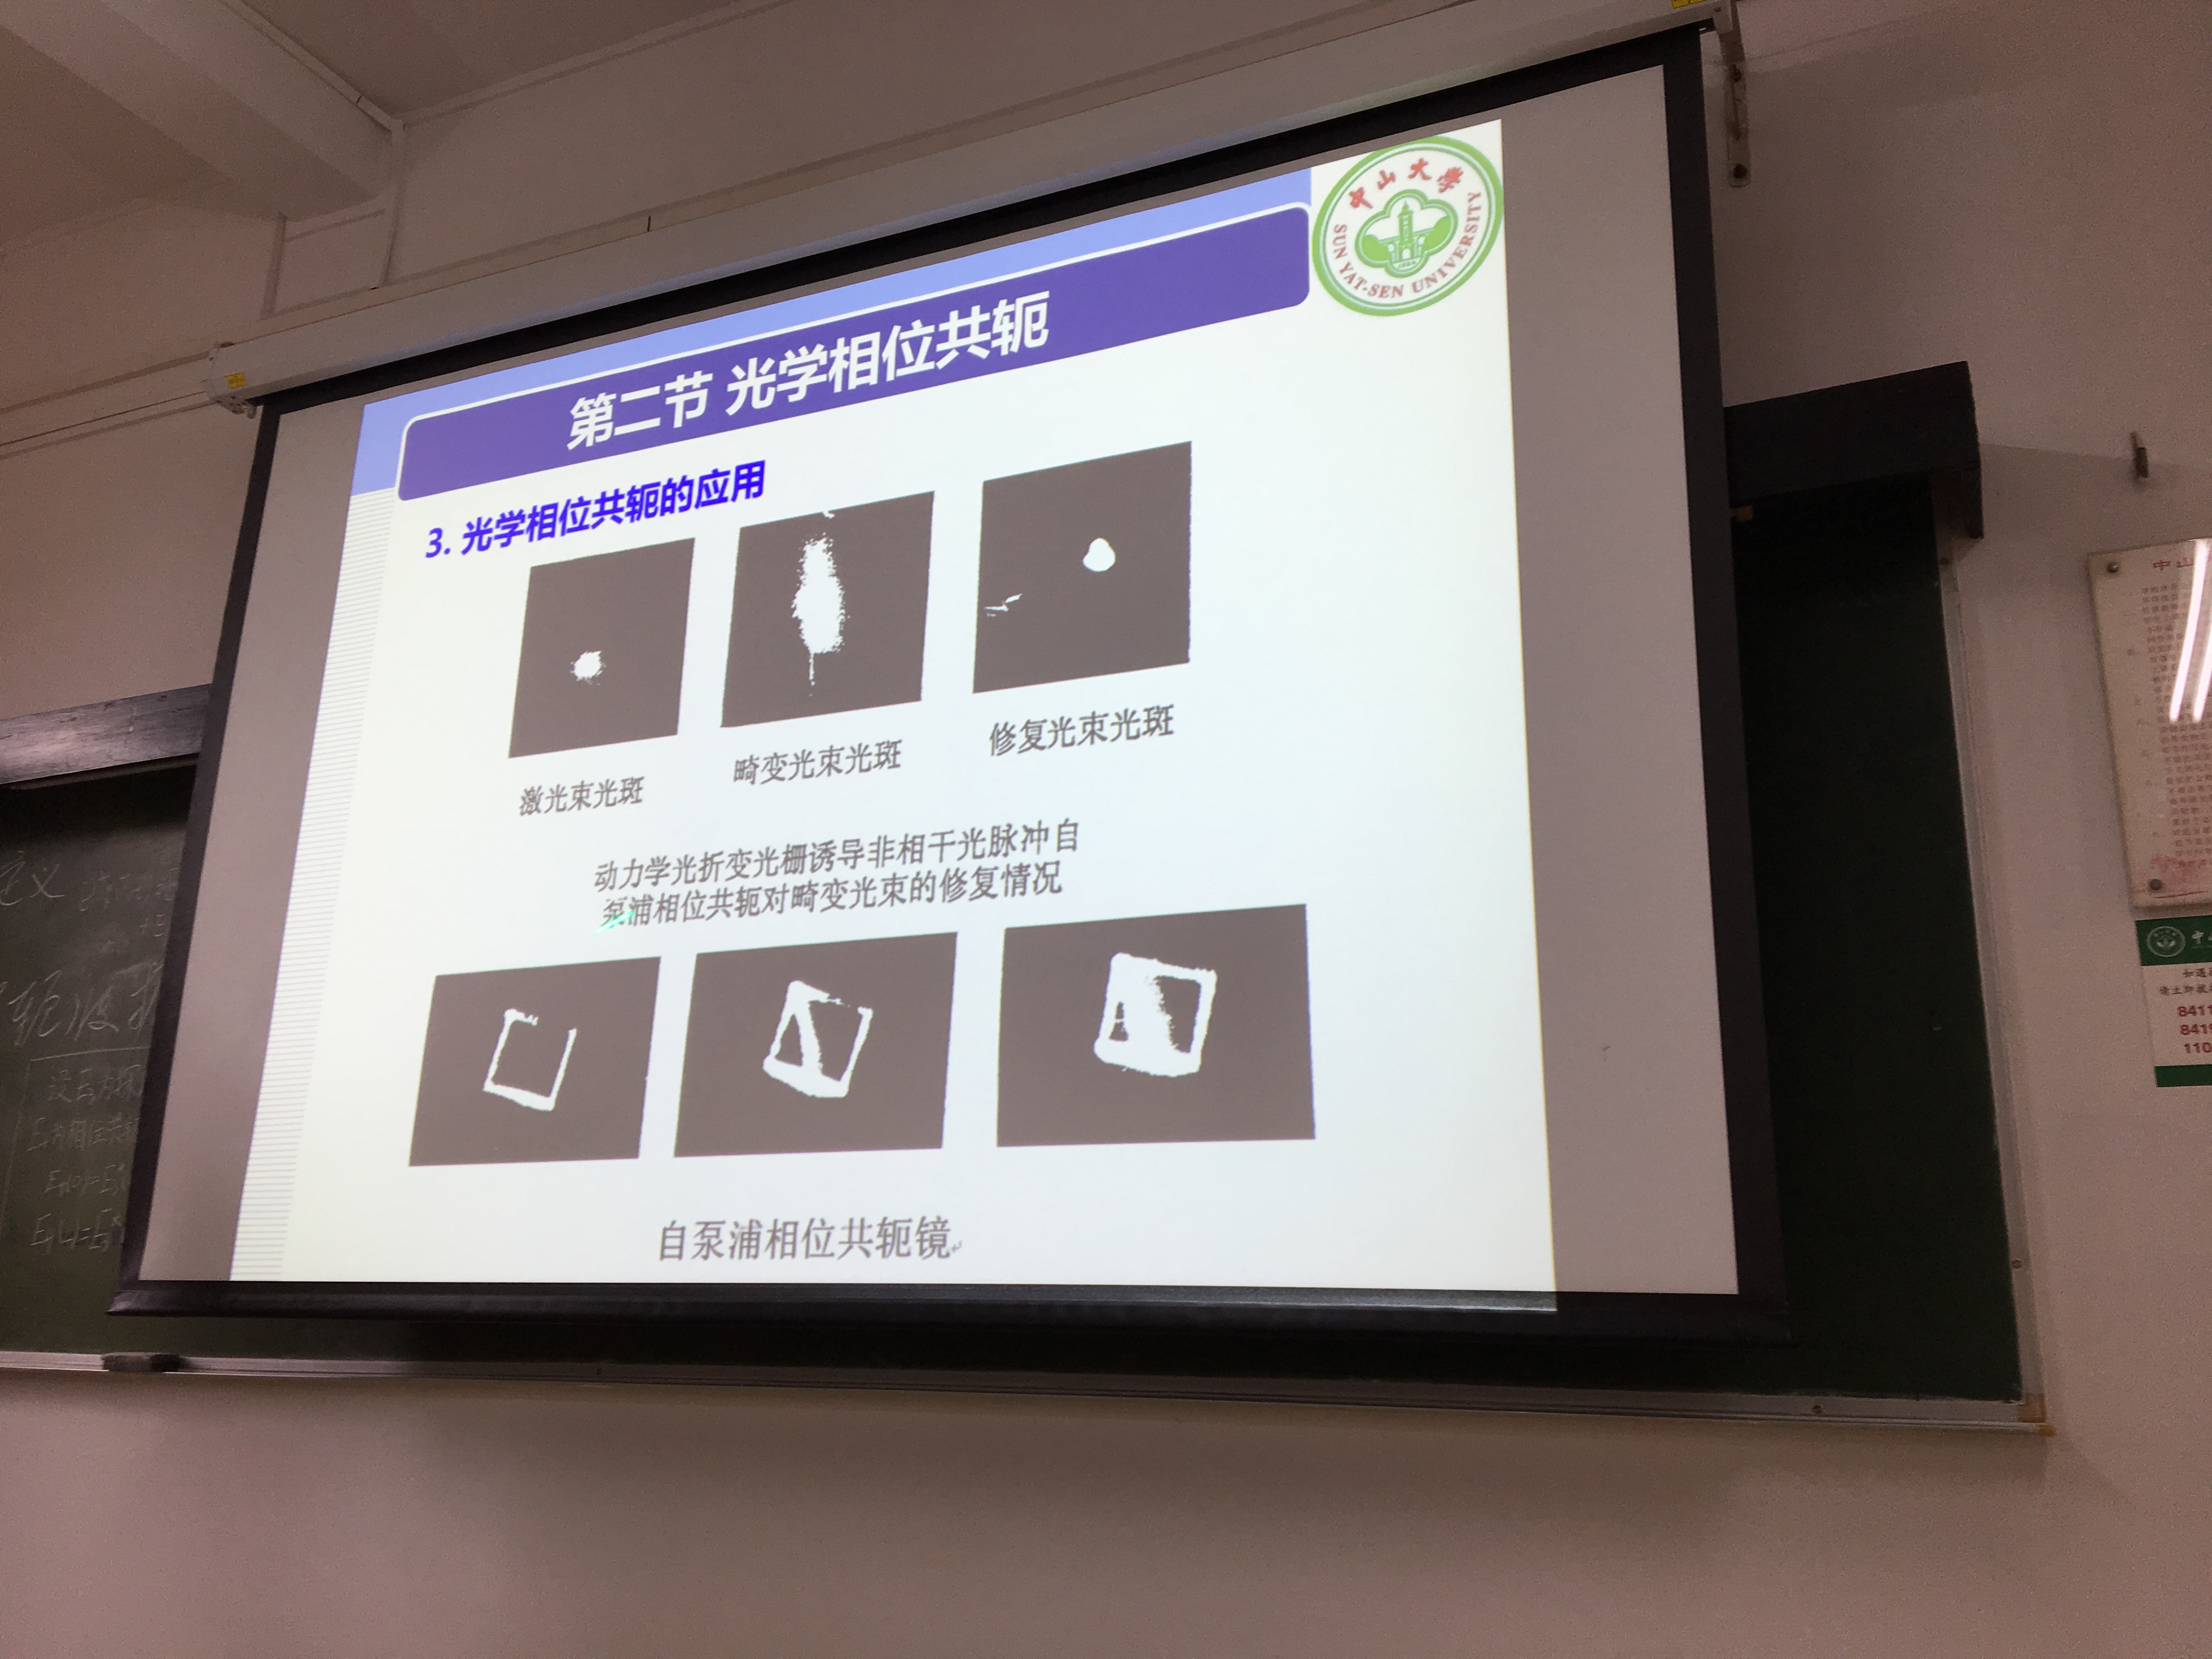 中山大学
SUN YAT-SEN UNIVERSITY
第二节 光学相位共轭
3. 光学相位共轭的应用
激光束光斑
畸变光束光斑
修复光束光斑
动力学光折变光栅诱导非相干光脉冲自
泵浦相位共轭对畸变光束的修复情况
自泵浦相位共轭镜
定义
轭波
中山
8411
8419
110